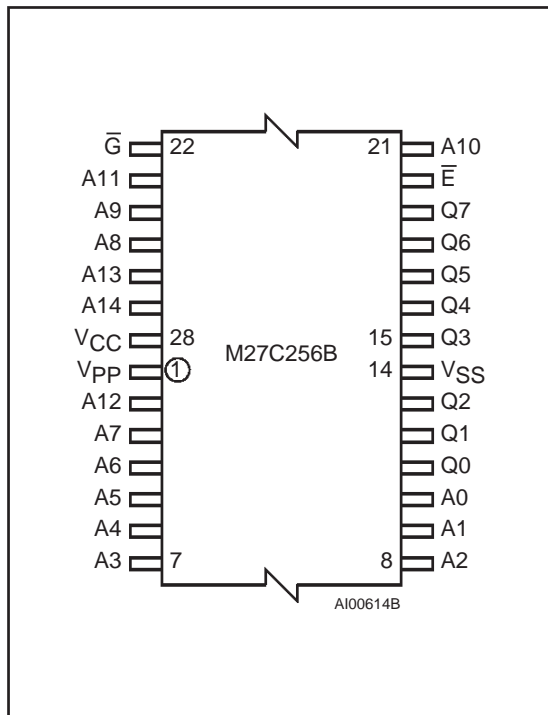 G̅ 22 21 A10
A11 E̅
A9 Q7
A8 Q6
A13 Q5
A14 Q4
VCC 28 15 Q3
M27C256B
VPP 1 14 VSS
A12 Q2
A7 Q1
A6 Q0
A5 A0
A4 A1
A3 7 8 A2
AI00614B